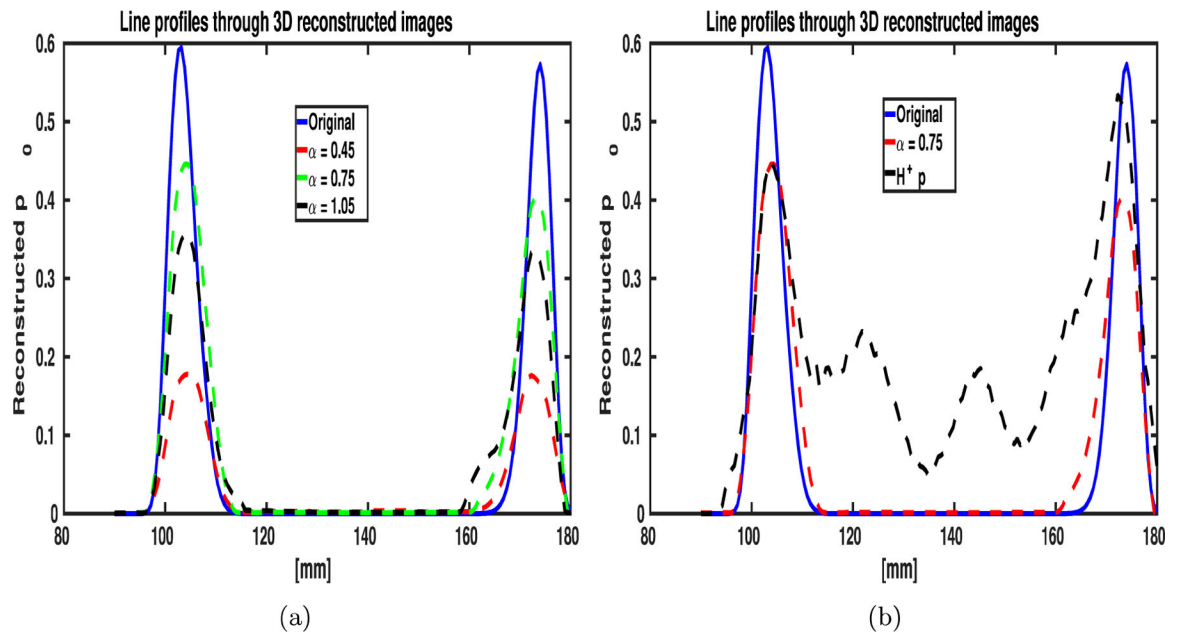 Line profiles through 3D reconstructed images
0.6
0.5
0.4
0.3
0.2
0.1
0
Reconstructed p
o
Original
α = 0.45
α = 0.75
α = 1.05
80
100
120
140
160
180
[mm]
(a)
Line profiles through 3D reconstructed images
0.6
0.5
0.4
0.3
0.2
0.1
0
Reconstructed p
o
Original
α = 0.75
H⁺ p
80
100
120
140
160
180
[mm]
(b)